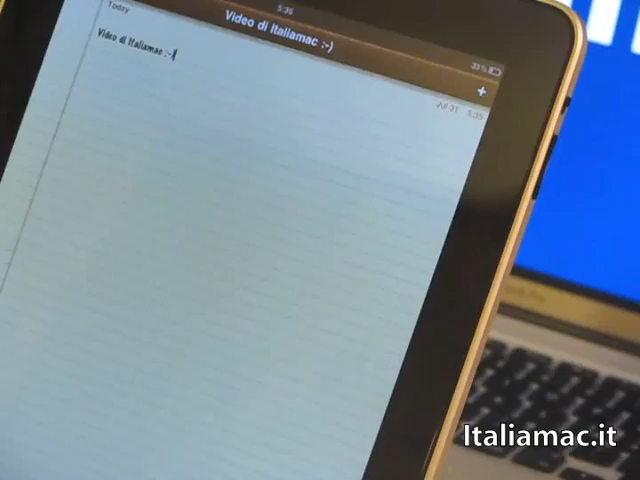 5:35
Video di Italiamac :-)
33%
+
Today
Jul 31 5:35
Video di Italiamac :-)
Italiamac.it